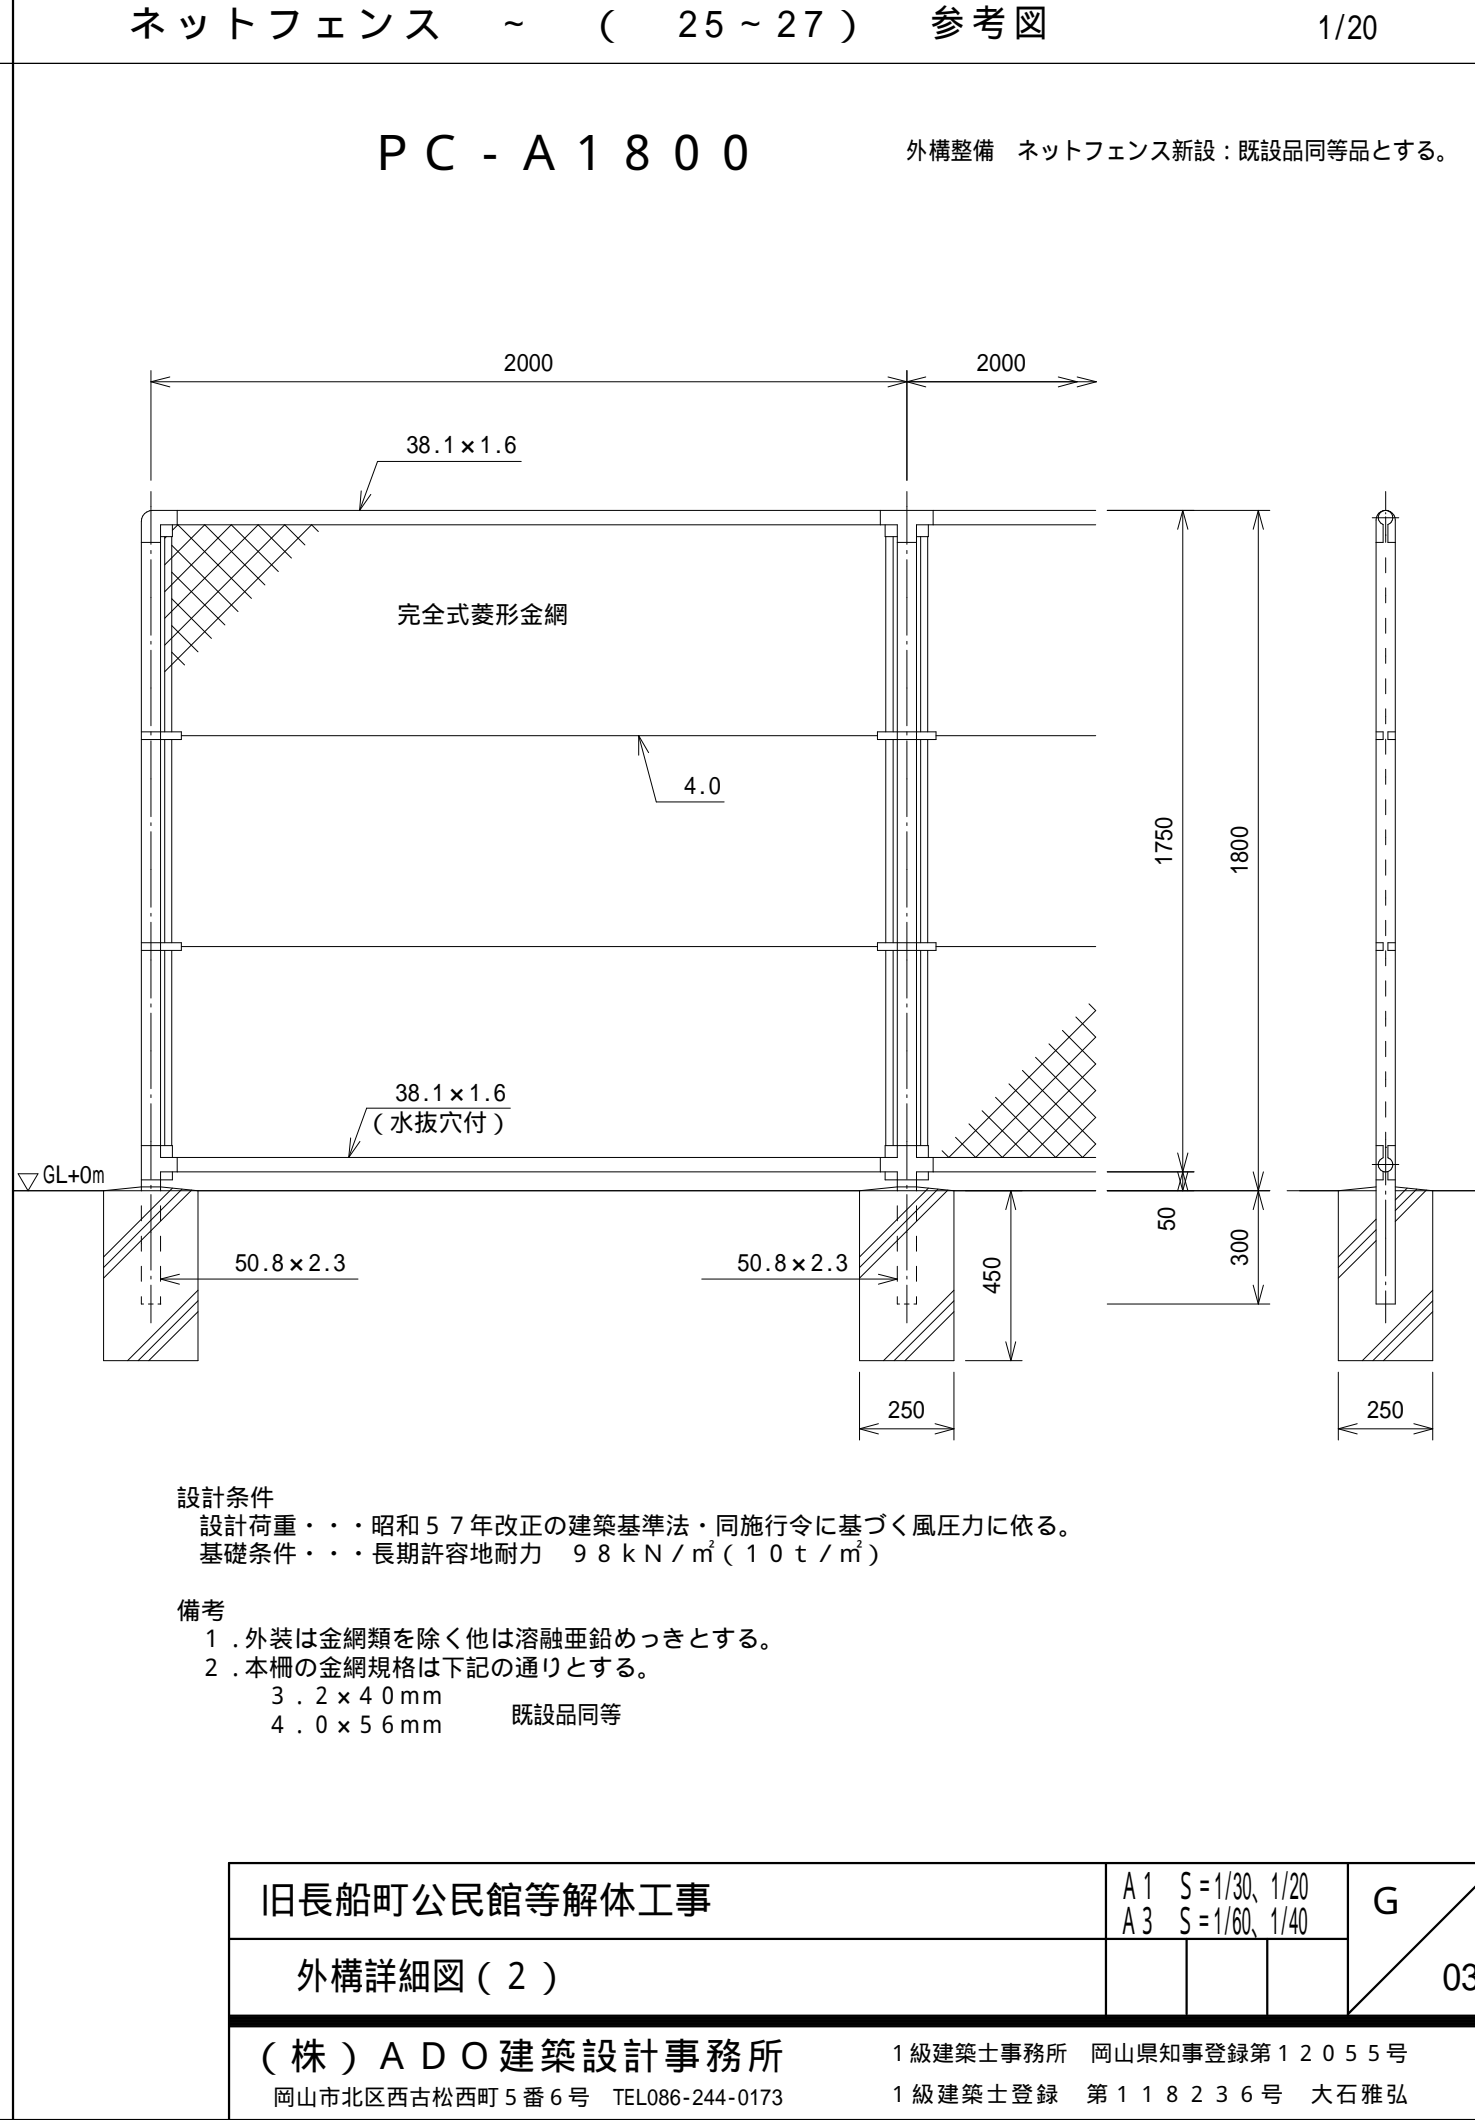 ネットフェンス ~ ( 25~27) 参考図 1/20
PC-A1800
外構整備 ネットフェンス新設:既設品同等品とする。
2000 2000
38.1×1.6
完全式菱形金網
4.0
1750
1800
38.1×1.6
(水抜穴付)
▽GL+0m
50
300
450
50.8×2.3 50.8×2.3
250 250
設計条件
設計荷重・・・昭和57年改正の建築基準法・同施行令に基づく風圧力に依る。
基礎条件・・・長期許容地耐力 98kN/㎡(10t/㎡)
備考
1.外装は金網類を除く他は溶融亜鉛めっきとする。
2.本柵の金網規格は下記の通りとする。
3.2×40mm
4.0×56mm
既設品同等
旧長船町公民館等解体工事
A1 S=1/30、1/20
A3 S=1/60、1/40
G
外構詳細図(2)
03
(株)ADO建築設計事務所
岡山市北区西古松西町5番6号 TEL086-244-0173
1級建築士事務所 岡山県知事登録第12055号
1級建築士登録 第118236号 大石雅弘